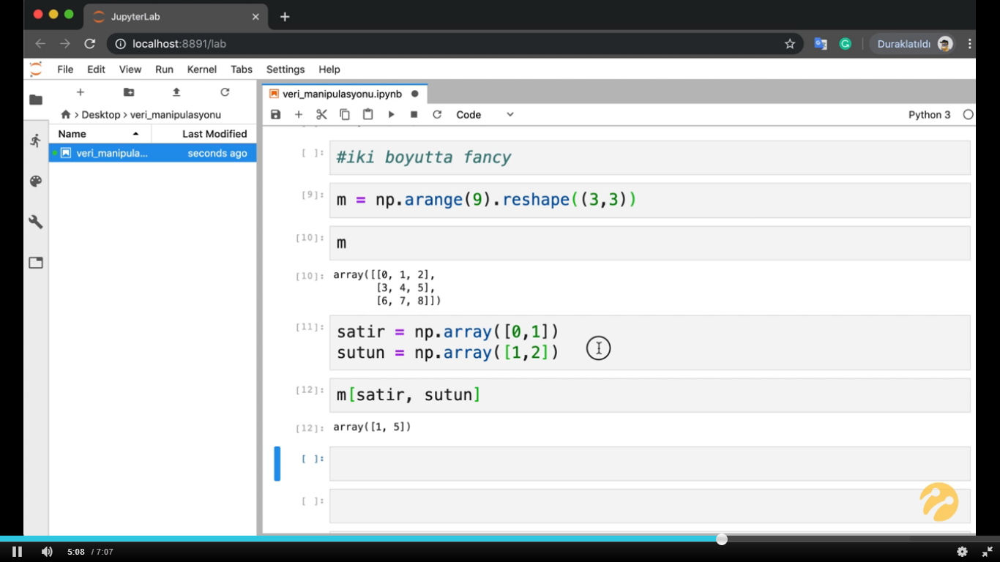 JupyterLab
localhost:8891/lab
Duraklatıldı
File Edit View Run Kernel Tabs Settings Help
veri_manipulasyonu.ipynb
Desktop > veri_manipulasyonu
Code
Python 3
Name Last Modified
veri_manipula... seconds ago
[ ]: #iki boyutta fancy
[9]: m = np.arange(9).reshape((3,3))
[10]: m
[10]: array([[0, 1, 2],
[3, 4, 5],
[6, 7, 8]])
[11]: satir = np.array([0,1])
sutun = np.array([1,2])
[12]: m[satir, sutun]
[12]: array([1, 5])
[ ]:
[ ]:
5:08 / 7:07